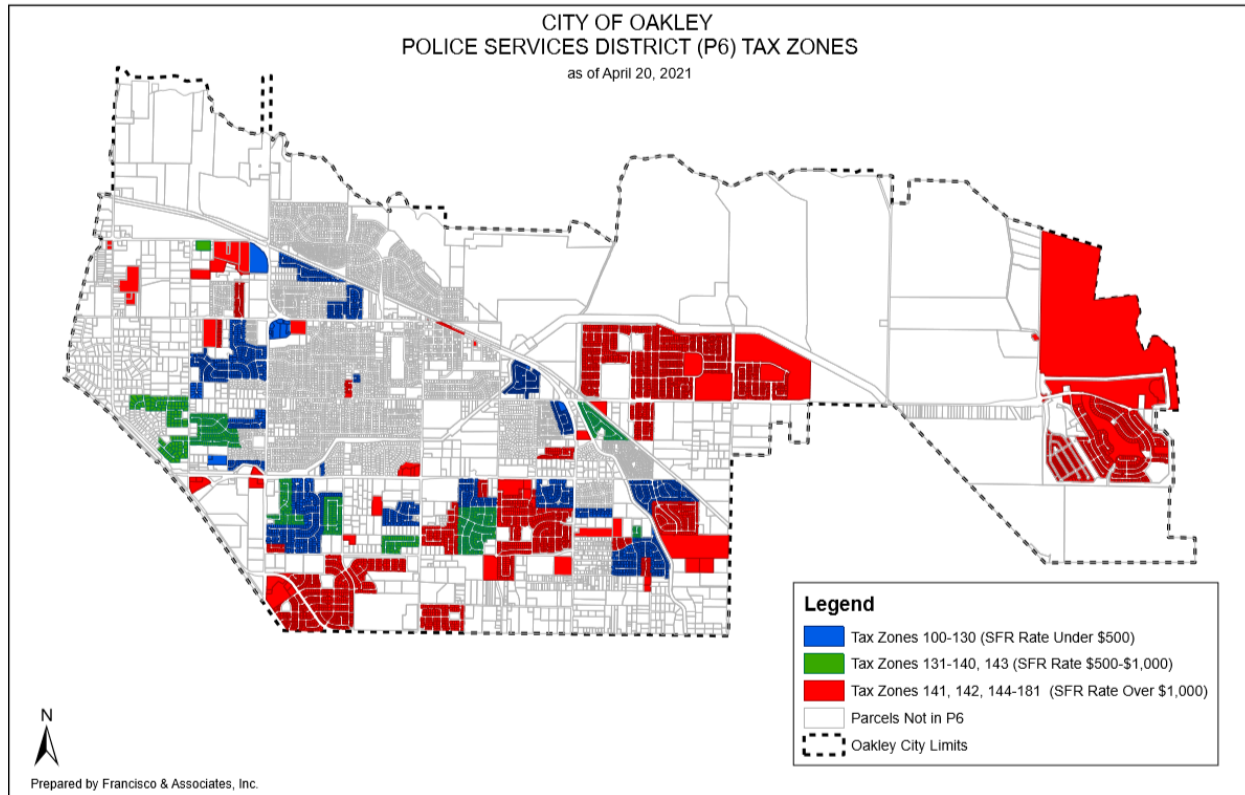 CITY OF OAKLEY
POLICE SERVICES DISTRICT (P6) TAX ZONES
as of April 20, 2021
Legend
Tax Zones 100-130 (SFR Rate Under $500)
Tax Zones 131-140, 143 (SFR Rate $500-$1,000)
Tax Zones 141, 142, 144-181 (SFR Rate Over $1,000)
Parcels Not in P6
Oakley City Limits
N
Prepared by Francisco & Associates, Inc.